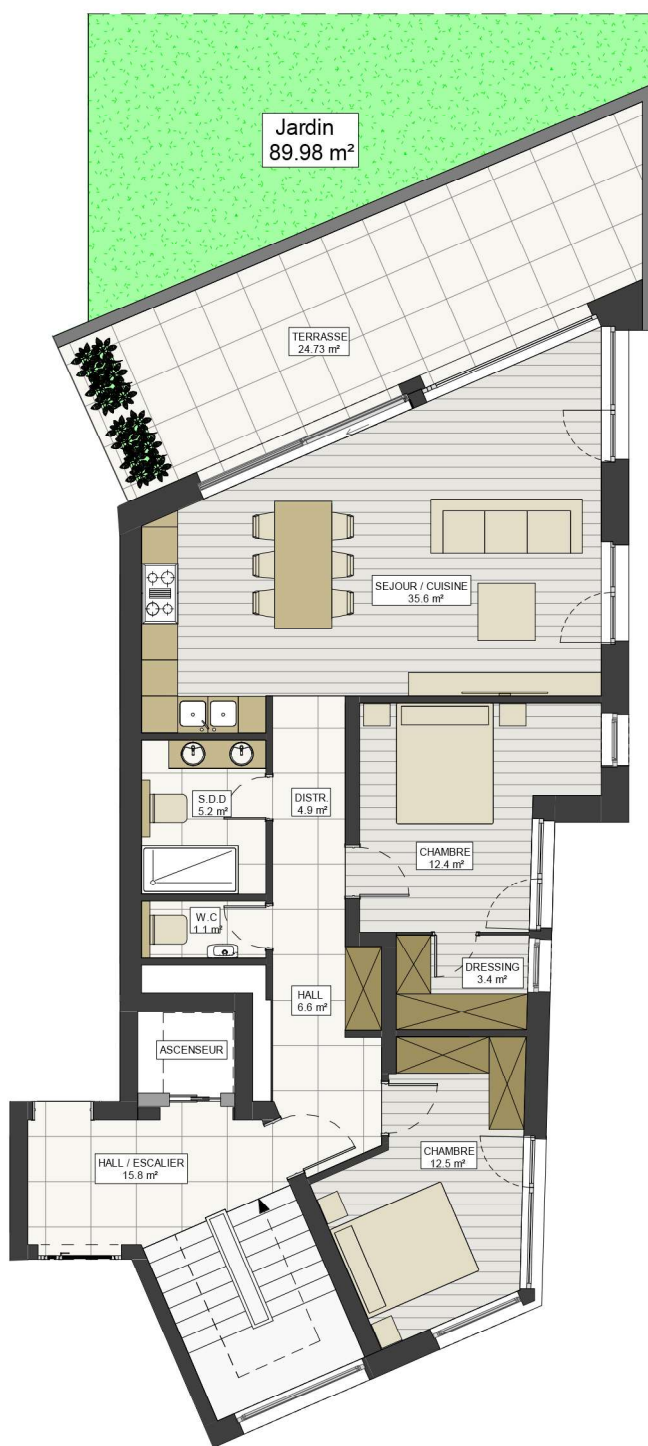 Jardin
89.98 m²
TERRASSE
24.73 m²
SEJOUR / CUISINE
35.6 m²
S.D.D
5.2 m²
DISTR.
4.9 m²
CHAMBRE
12.4 m²
W.C
1.1 m²
DRESSING
3.4 m²
HALL
6.6 m²
ASCENSEUR
CHAMBRE
12.5 m²
HALL / ESCALIER
15.8 m²